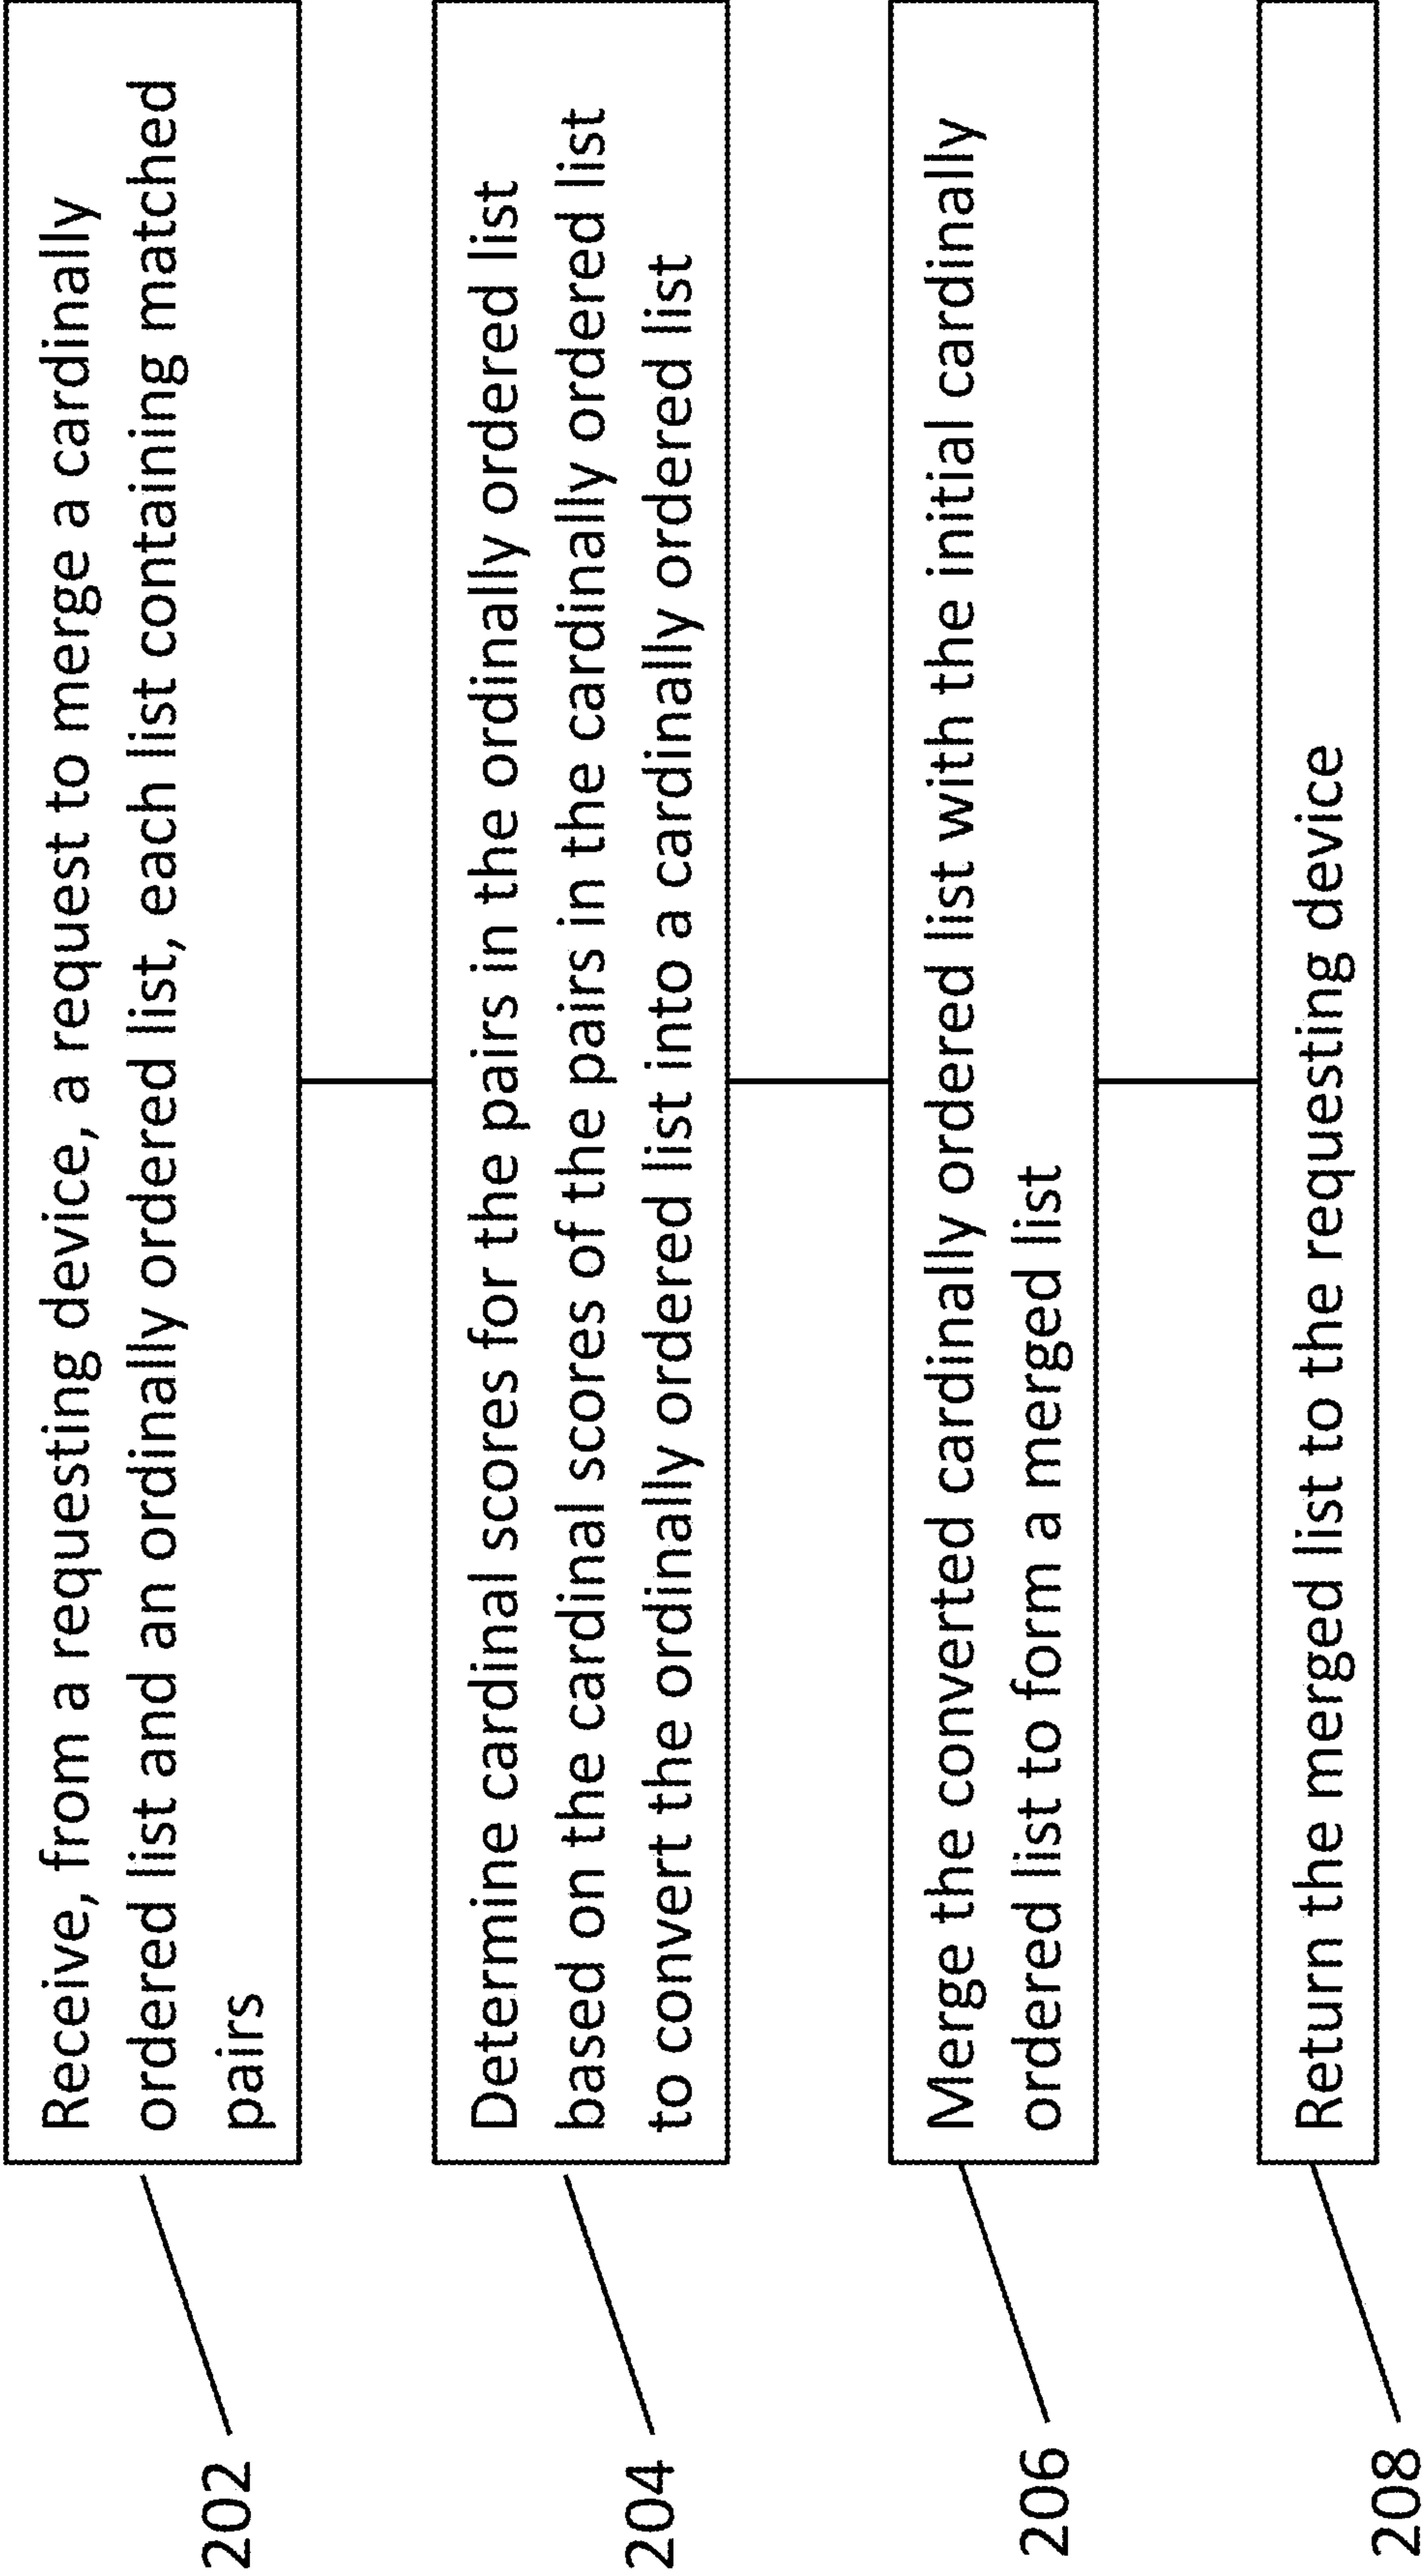 202
Receive, from a requesting device, a request to merge a cardinally
ordered list and an ordinally ordered list, each list containing matched
pairs
204
Determine cardinal scores for the pairs in the ordinally ordered list
based on the cardinal scores of the pairs in the cardinally ordered list
to convert the ordinally ordered list into a cardinally ordered list
206
Merge the converted cardinally ordered list with the initial cardinally
ordered list to form a merged list
208
Return the merged list to the requesting device